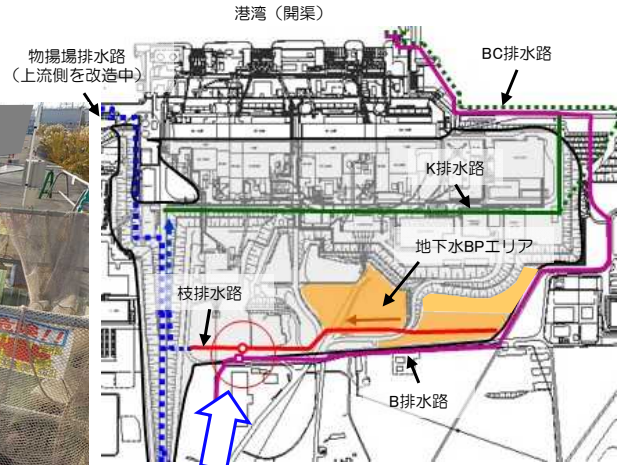 港湾（開渠）
物揚場排水路
（上流側を改造中）
BC排水路
K排水路
地下水BPエリア
枝排水路
B排水路